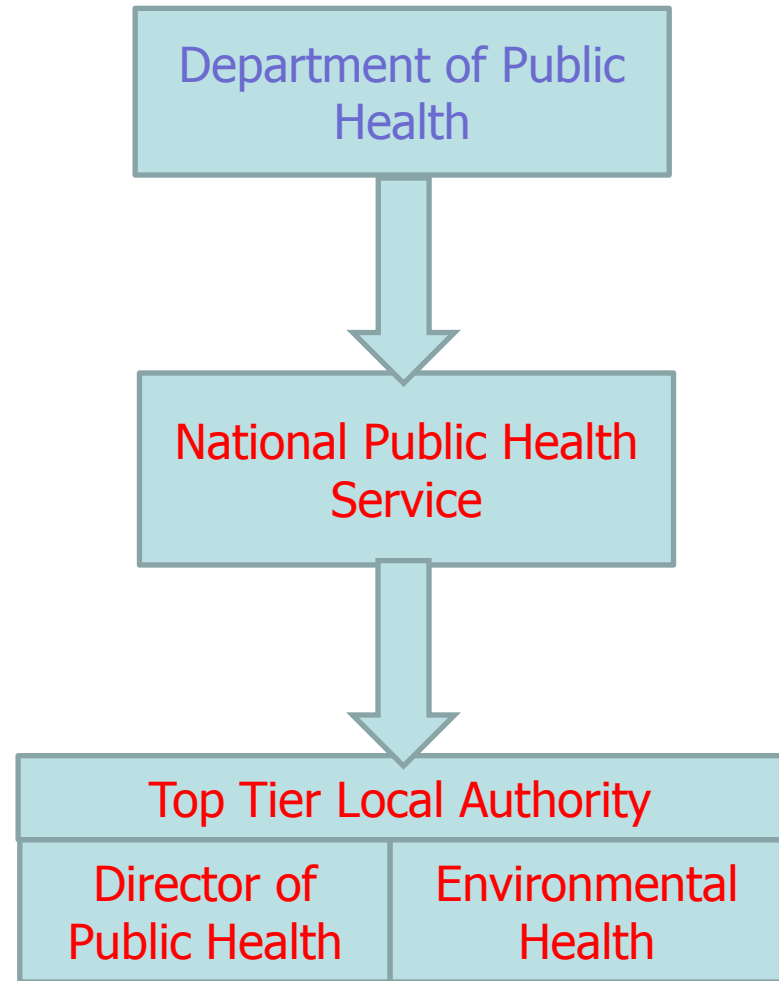 Department of Public
Health
National Public Health
Service
Top Tier Local Authority
Director of
Public Health
Environmental
Health